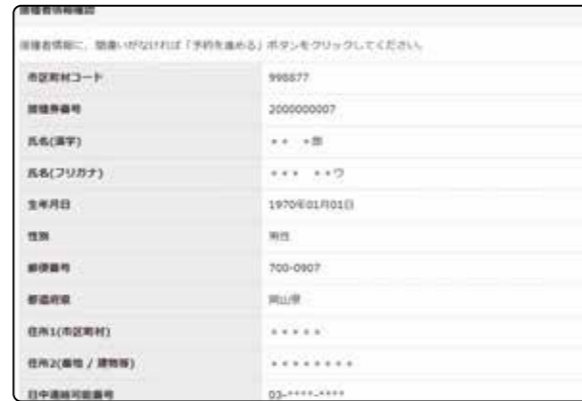 接種者情報確認
接種者情報に、間違いがなければ「予約を進める」ボタンをクリックしてください。
市区町村コード 998877
接種券番号 2000000007
氏名(漢字) ＊＊ ＊郎
氏名(フリガナ) ＊＊＊ ＊＊ウ
生年月日 1970年01月01日
性別 男性
郵便番号 700-0907
都道府県 岡山県
住所1(市区町村) ＊＊＊＊＊
住所2(番地 / 建物等) ＊＊＊＊＊＊＊＊
日中連絡可能番号 03-****-****